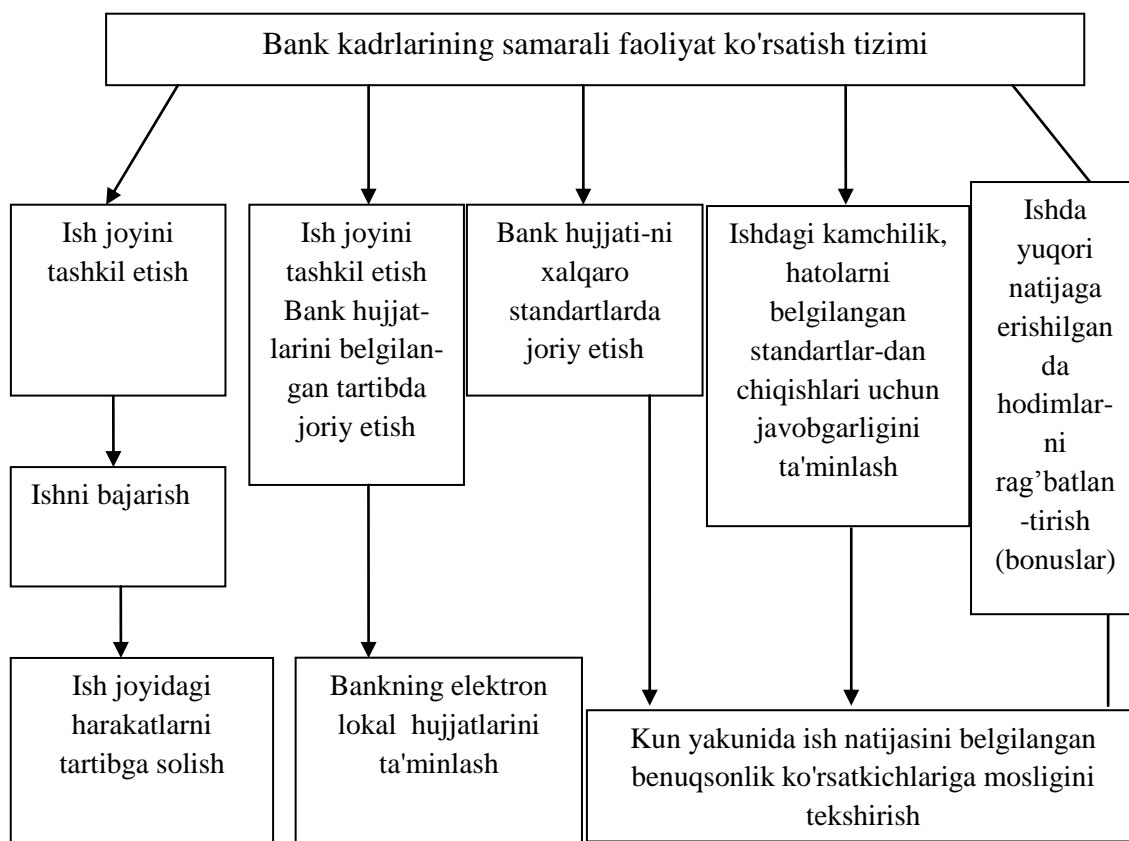 Bank kadrlarining samarali faoliyat ko'rsatish tizimi
Ish joyini
tashkil etish
Ish joyini
tashkil etish
Bank hujjat-
larini belgilan-
gan tartibda
joriy etish
Bank hujjati-ni
xalqaro
standartlarda
joriy etish
Ishdagi kamchilik,
hatolarni
belgilangan
standartlar-dan
chiqishlari uchun
javobgarligini
ta'minlash
Ishda
yuqori
natijaga
erishilgan
da
hodimlar-
ni
rag’batlan
-tirish
(bonuslar)
Ishni bajarish
Ish joyidagi
harakatlarni
tartibga solish
Bankning elektron
lokal hujjatlarini
ta'minlash
Kun yakunida ish natijasini belgilangan
benuqsonlik ko'rsatkichlariga mosligini
tekshirish